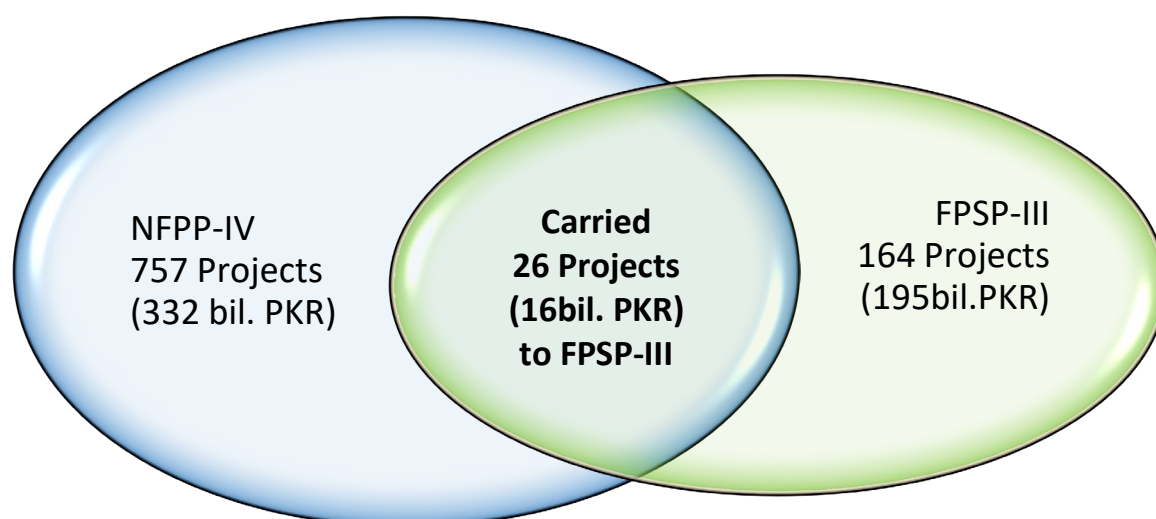 NFPP-IV
757 Projects
(332 bil. PKR)
Carried
26 Projects
(16bil. PKR)
to FPSP-III
FPSP-III
164 Projects
(195bil.PKR)